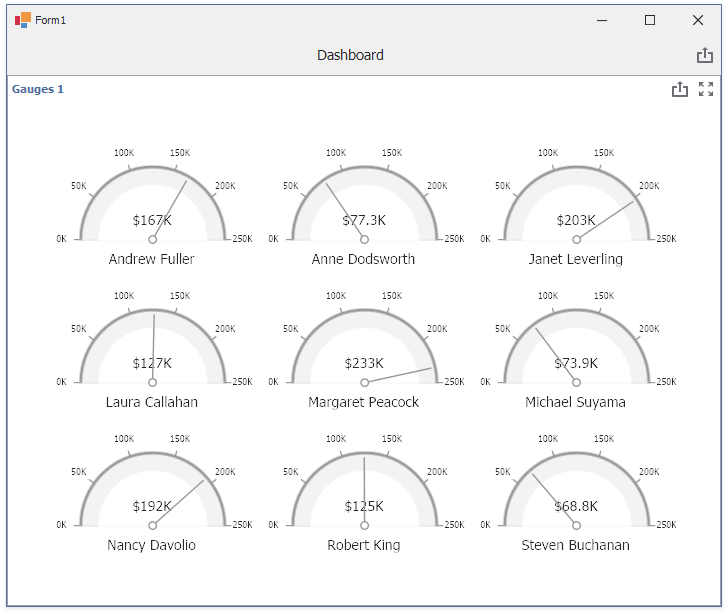 Form1
Dashboard
Gauges 1
100K 150K 100K 150K 100K 150K
50K 200K 50K 200K 50K 200K
$167K $77.3K $203K
0K 250K 0K 250K 0K 250K
Andrew Fuller Anne Dodsworth Janet Leverling
100K 150K 100K 150K 100K 150K
50K 200K 50K 200K 50K 200K
$127K $233K $73.9K
0K 250K 0K 250K 0K 250K
Laura Callahan Margaret Peacock Michael Suyama
100K 150K 100K 150K 100K 150K
50K 200K 50K 200K 50K 200K
$192K $125K $68.8K
0K 250K 0K 250K 0K 250K
Nancy Davolio Robert King Steven Buchanan